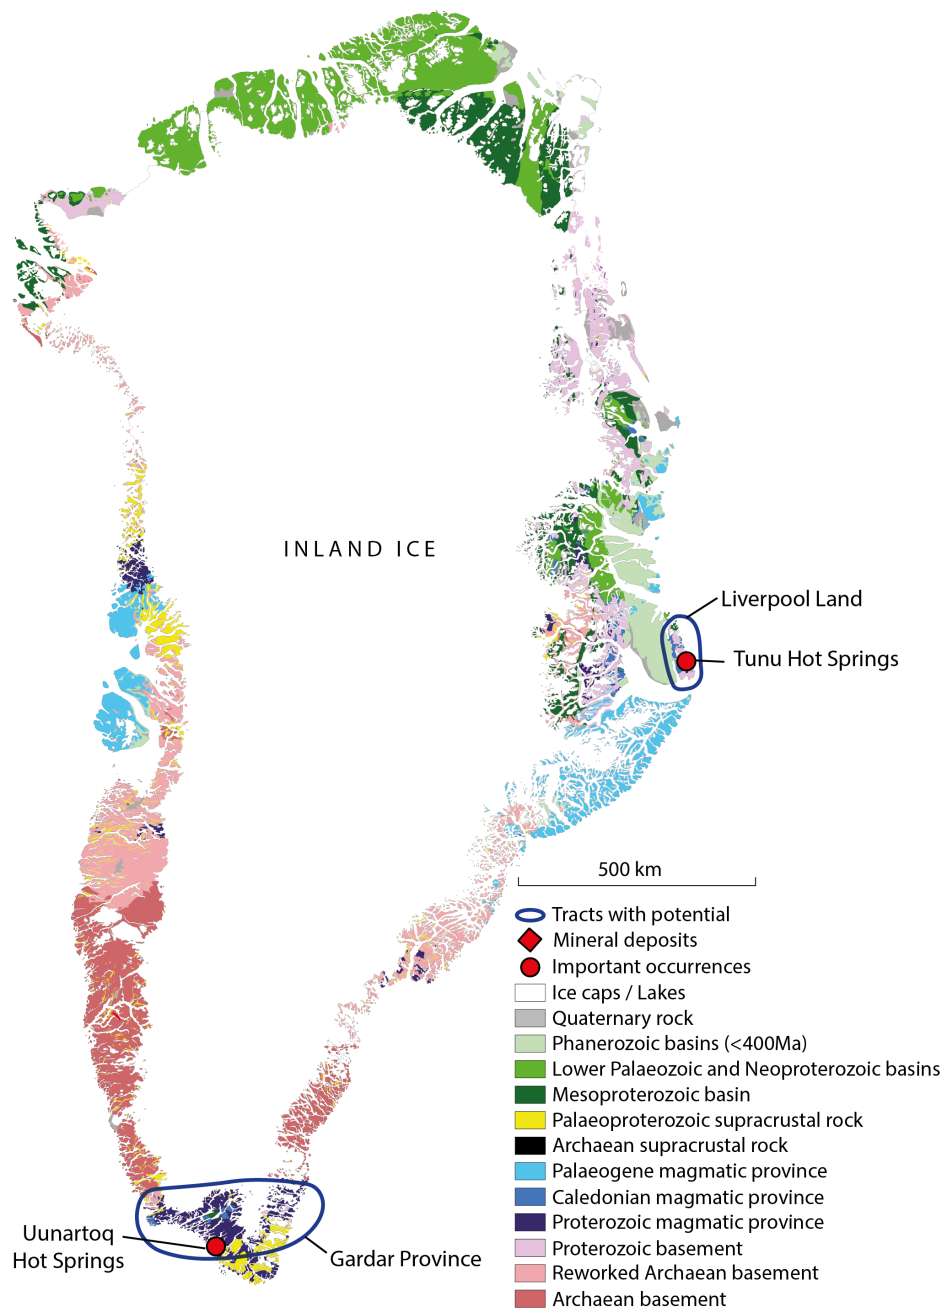 INLAND ICE
Liverpool Land
Tunu Hot Springs
500 km
Tracts with potential
Mineral deposits
Important occurrences
Ice caps / Lakes
Quaternary rock
Phanerozoic basins (<400Ma)
Lower Palaeozoic and Neoproterozoic basins
Mesoproterozoic basin
Palaeoproterozoic supracrustal rock
Archaean supracrustal rock
Palaeogene magmatic province
Caledonian magmatic province
Proterozoic magmatic province
Proterozoic basement
Reworked Archaean basement
Archaean basement
Uunartoq
Hot Springs
Gardar Province